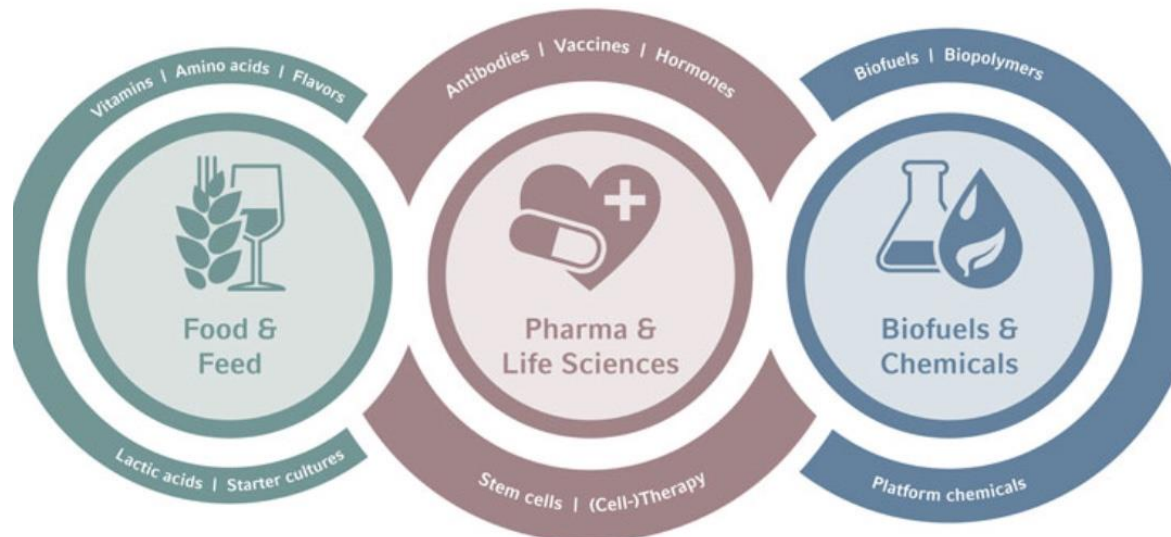 Vitamins | Amino acids | Flavors
Food &
Feed
Lactic acids | Starter cultures
Antibodies | Vaccines | Hormones
Pharma &
Life Sciences
Stem cells | (Cell-)Therapy
Biofuels | Biopolymers
Biofuels &
Chemicals
Platform chemicals